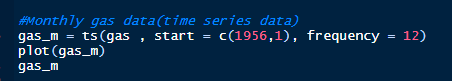 #Monthly gas data(time series data)
gas_m = ts(gas , start = c(1956,1), frequency = 12)
plot(gas_m)
gas_m